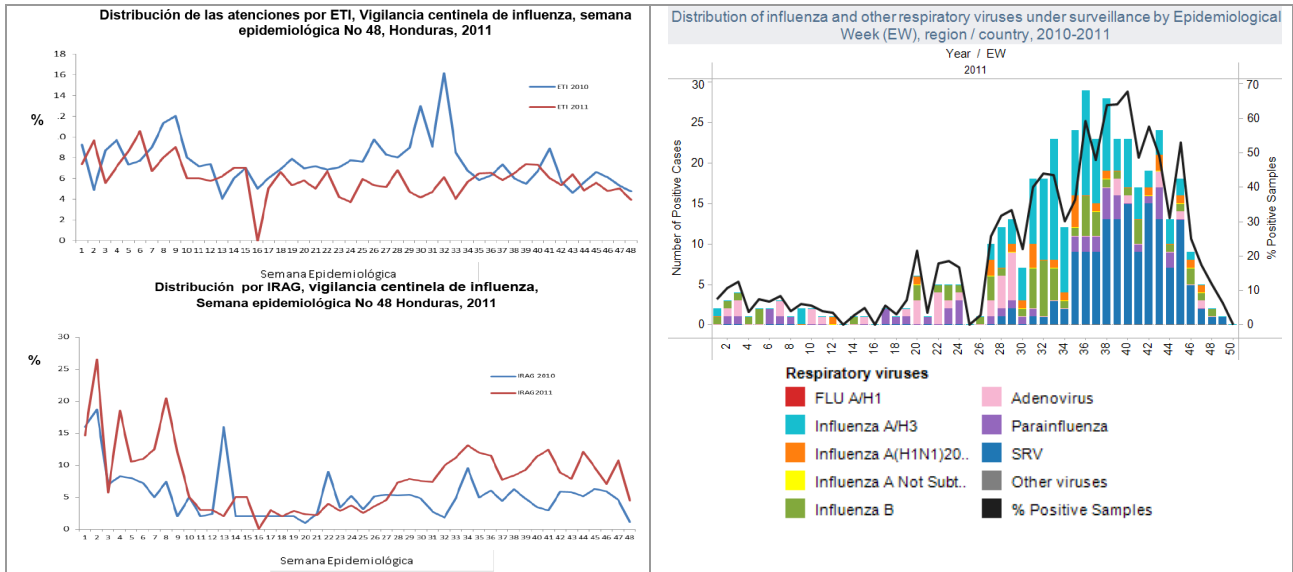 Distribución de las atenciones por ETI, Vigilancia centinela de influenza, semana
epidemiológica No 48, Honduras, 2011
%
18
16
14
.2
.0
8
6
4
2
0
ETI 2010
ETI 2011
1 2 3 4 5 6 7 8 9 10 11 12 13 14 15 16 17 18 19 20 21 22 23 24 25 26 27 28 29 30 31 32 33 34 35 36 37 38 39 40 41 42 43 44 45 46 47 48
Semana Epidemiológica
Distribución por IRAG, vigilancia centinela de influenza,
Semana epidemiológica No 48 Honduras, 2011
%
30
25
20
15
10
5
0
IRAG 2010
IRAG2011
1 2 3 4 5 6 7 8 9 10 11 12 13 14 15 16 17 18 19 20 21 22 23 24 25 26 27 28 29 30 31 32 33 34 35 36 37 38 39 40 41 42 43 44 45 46 47 48
Semana Epidemiológica
Distribution of influenza and other respiratory viruses under surveillance by Epidemiological
Week (EW), region / country, 2010-2011
Year / EW
2011
Number of Positive Cases
30
25
20
15
10
5
0
% Positive Samples
70
60
50
40
30
20
10
0
2 4 6 8 10 12 14 16 18 20 22 24 26 28 30 32 34 36 38 40 42 44 46 48 50
Respiratory viruses
FLU A/H1
Influenza A/H3
Influenza A(H1N1)20..
Influenza A Not Subt..
Influenza B
Adenovirus
Parainfluenza
SRV
Other viruses
% Positive Samples